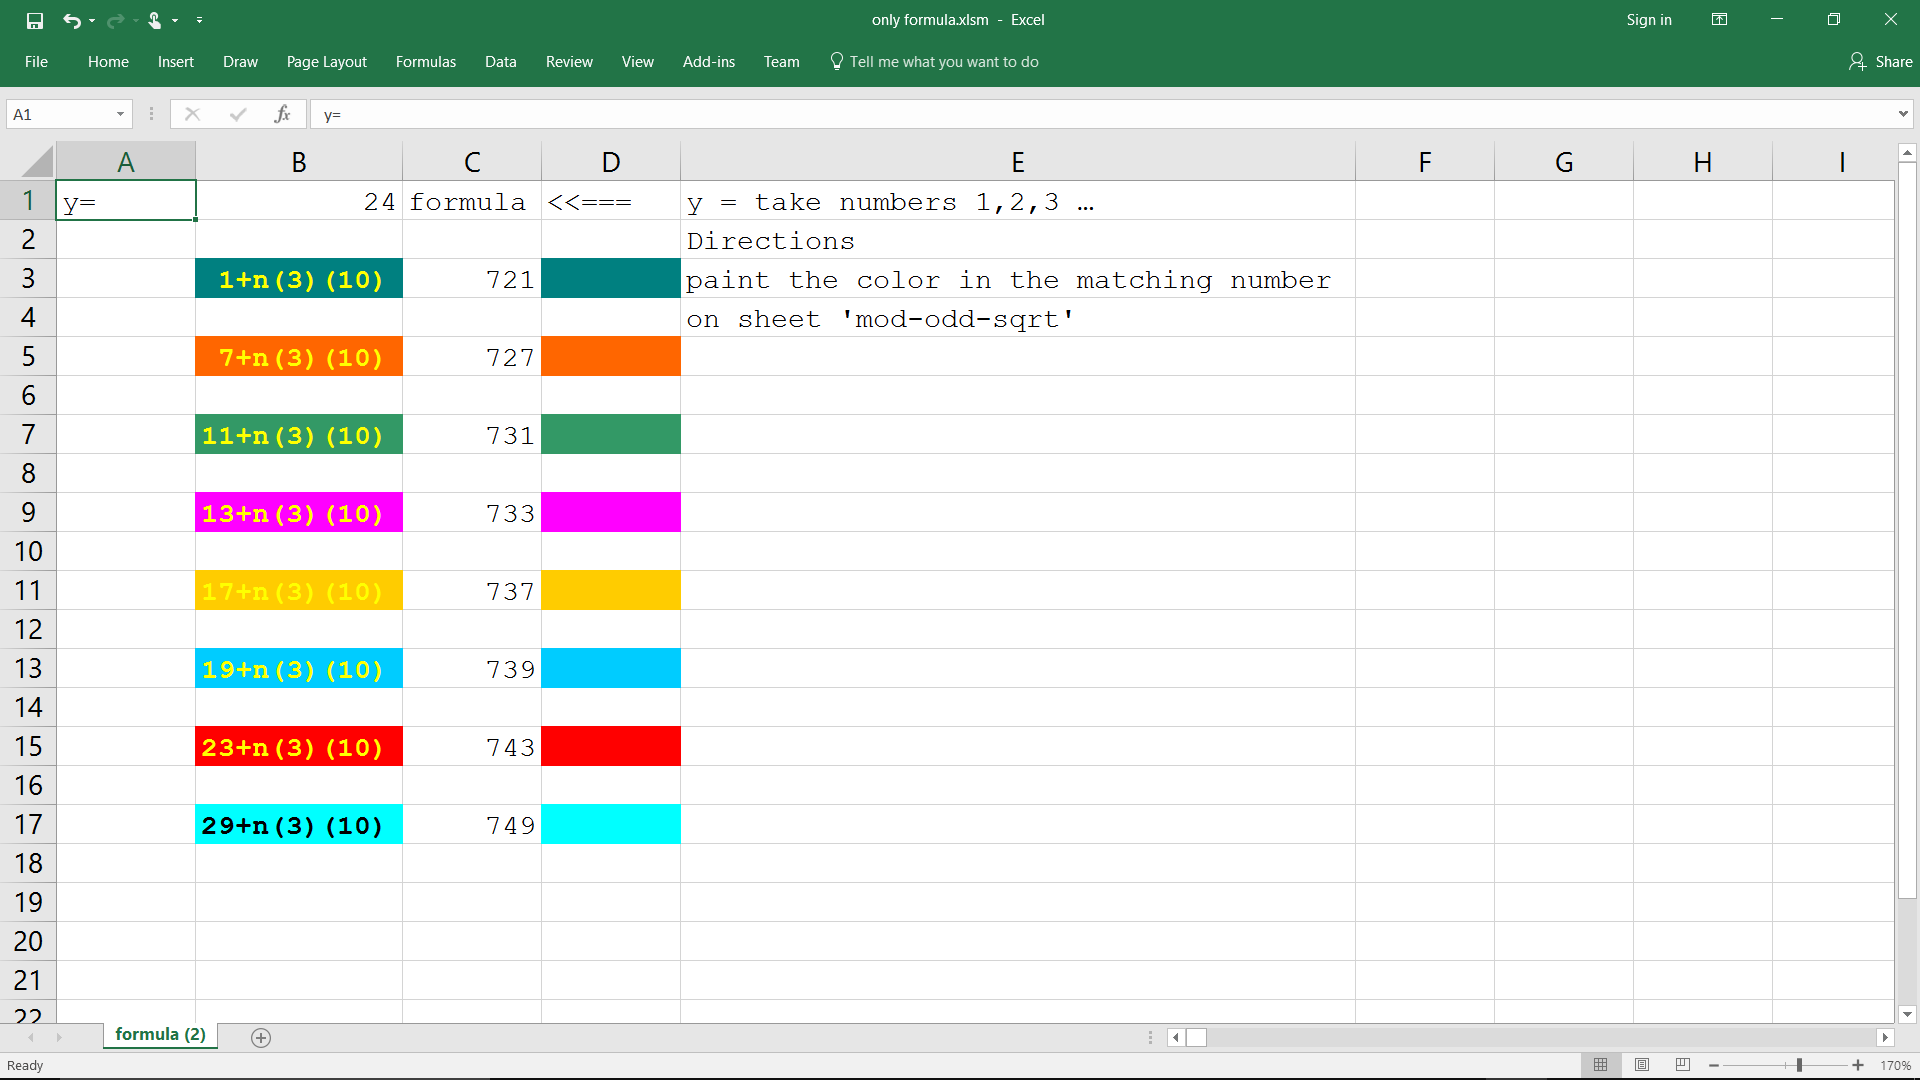 only formula.xlsm - Excel
Sign in
File Home Insert Draw Page Layout Formulas Data Review View Add-ins Team Tell me what you want to do Share
A1 fx y=
A B C D E F G H I
1 y= 24 formula <<=== y = take numbers 1,2,3 …
2 Directions
3 1+n(3)(10) 721 paint the color in the matching number
4 on sheet 'mod-odd-sqrt'
5 7+n(3)(10) 727
6
7 11+n(3)(10) 731
8
9 13+n(3)(10) 733
10
11 17+n(3)(10) 737
12
13 19+n(3)(10) 739
14
15 23+n(3)(10) 743
16
17 29+n(3)(10) 749
18
19
20
21
22
formula (2)
Ready 170%